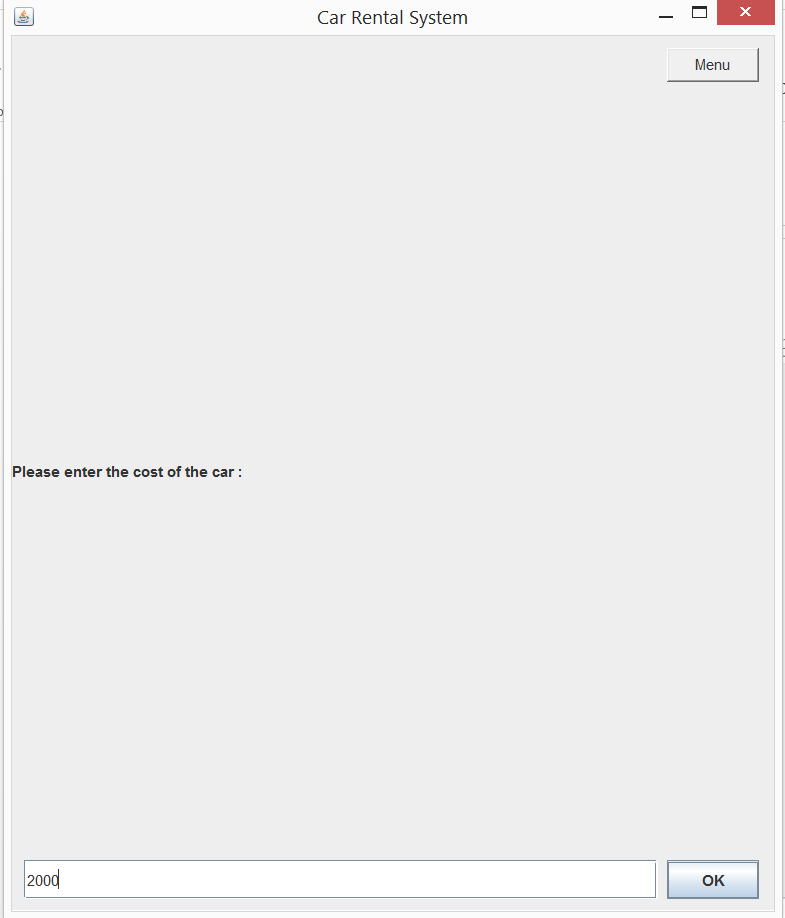 Car Rental System
Menu
Please enter the cost of the car :
2000
OK